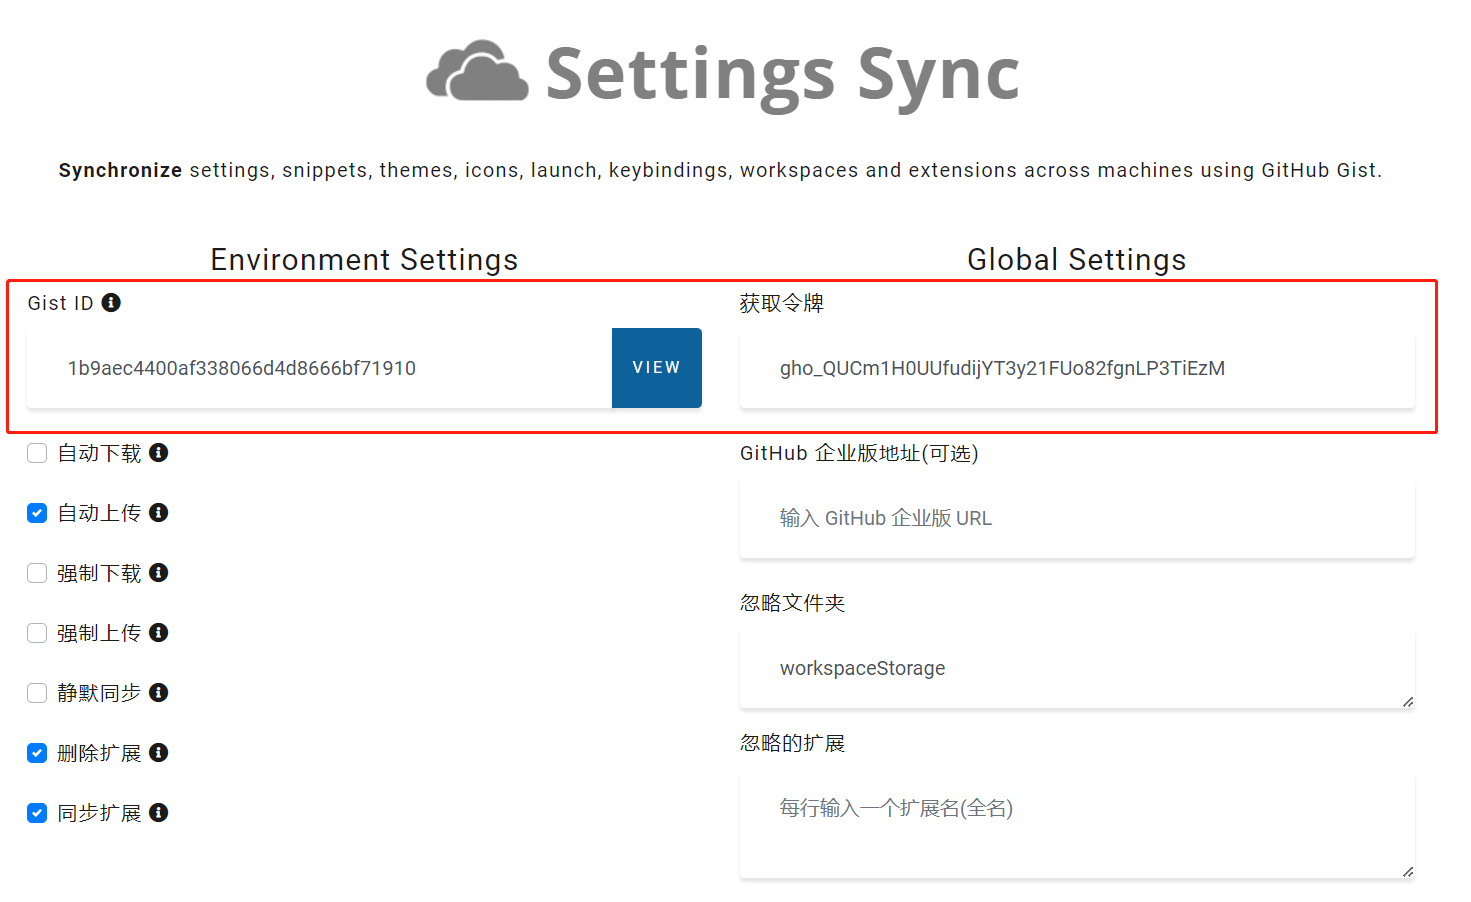 Settings Sync
Synchronize settings, snippets, themes, icons, launch, keybindings, workspaces and extensions across machines using GitHub Gist.
Environment Settings
Gist ID
1b9aec4400af338066d4d8666bf71910
VIEW
自动下载
自动上传
强制下载
强制上传
静默同步
删除扩展
同步扩展
Global Settings
获取令牌
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
GitHub 企业版地址(可选)
输入 GitHub 企业版 URL
忽略文件夹
workspaceStorage
忽略的扩展
每行输入一个扩展名(全名)